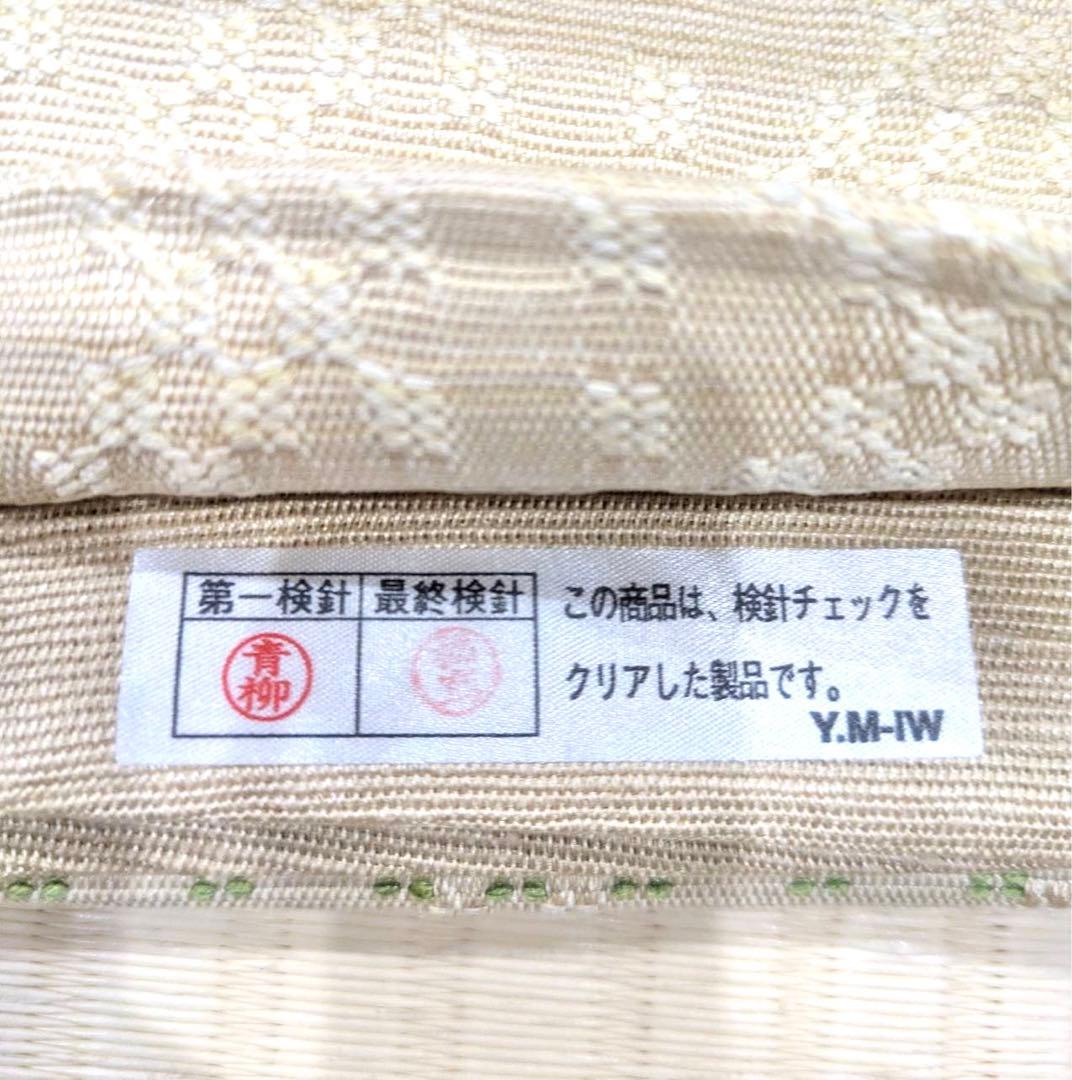 第一検針 最終検針
青柳
この商品は、検針チェックを
クリアした製品です。
Y.M-IW